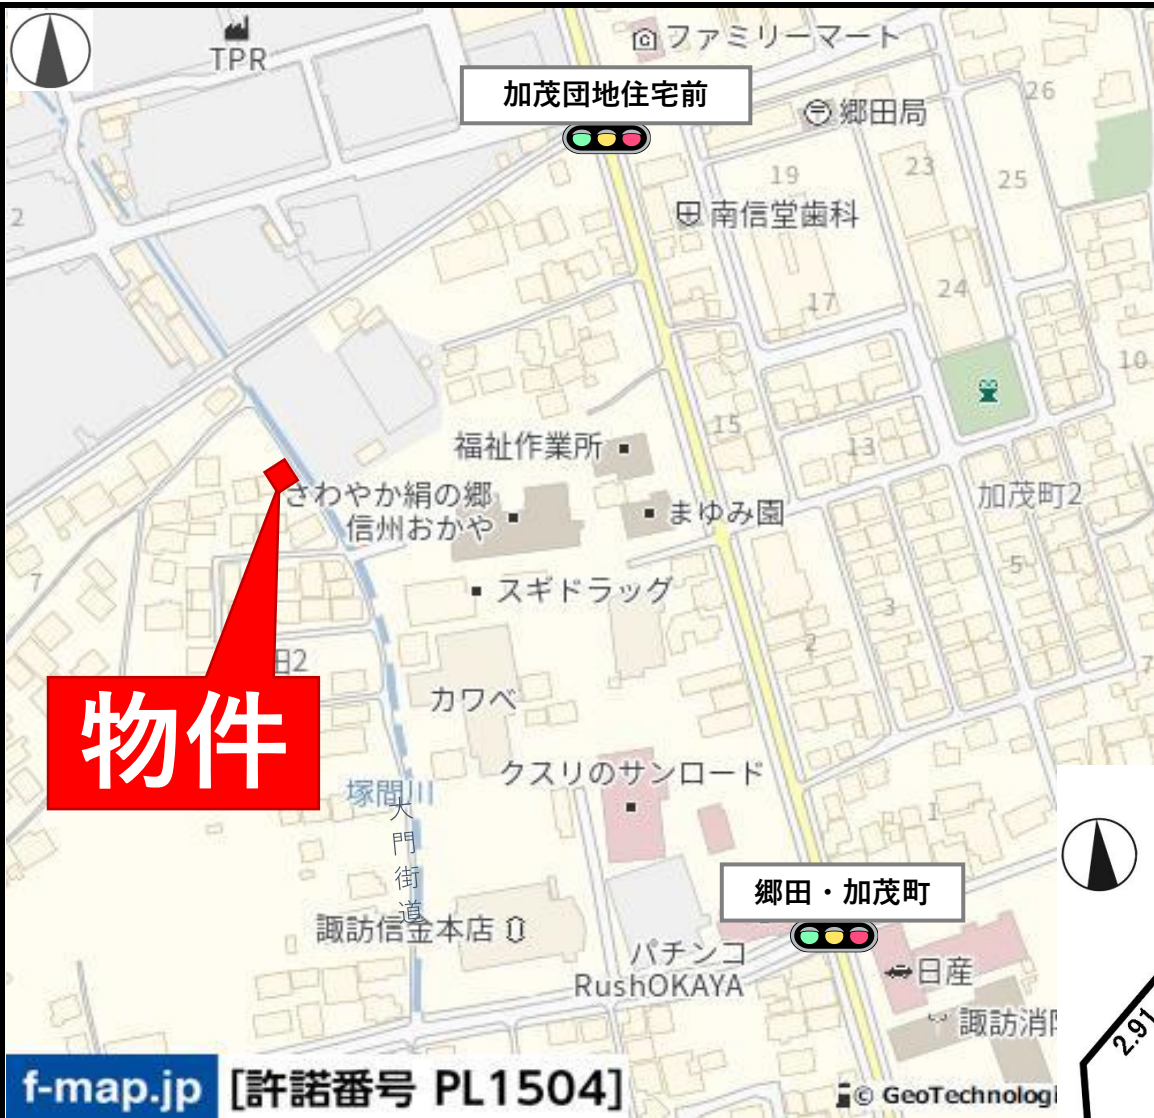 TPR
ファミリーマート
加茂団地住宅前
26
郷田局
19
23
25
2
南信堂歯科
17
24
10
15
13
福祉作業所
さわやか絹の郷
信州おかや
まゆみ園
加茂町2
7
5
スギドラッグ
3
2
田2
7
カワベ
物件
クスリのサンロード
塚間川
大門街道
1
郷田・加茂町
諏訪信金本店
パチンコ
RushOKAYA
日産
諏訪消防
2.91
f-map.jp [許諾番号 PL1504]
© GeoTechnologi